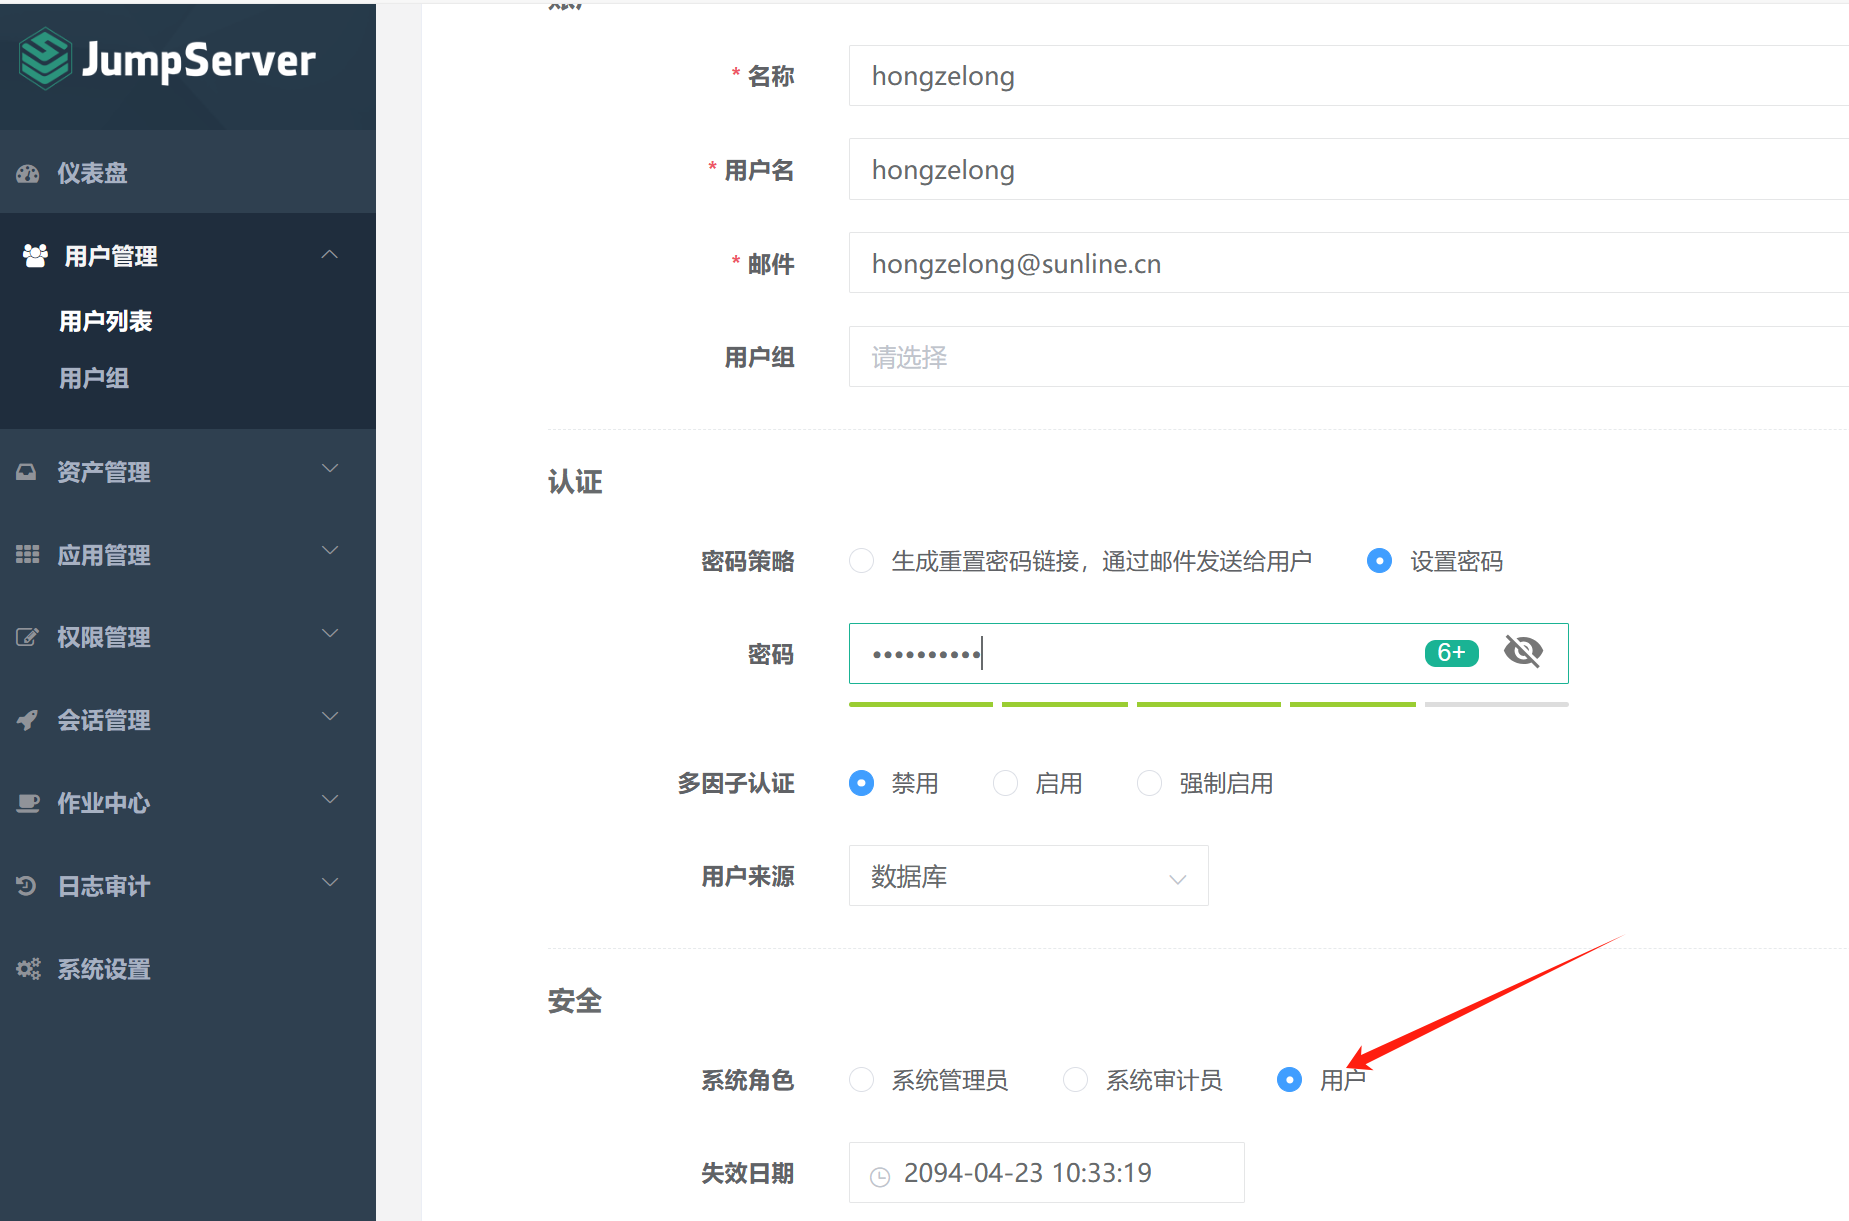 JumpServer
仪表盘
用户管理
用户列表
用户组
资产管理
应用管理
权限管理
会话管理
作业中心
日志审计
系统设置
* 名称 hongzelong
* 用户名 hongzelong
* 邮件 hongzelong@sunline.cn
用户组 请选择
认证
密码策略 生成重置密码链接，通过邮件发送给用户 设置密码
密码 •••••••••• 6+
多因子认证 禁用 启用 强制启用
用户来源 数据库
安全
系统角色 系统管理员 系统审计员 用户
失效日期 2094-04-23 10:33:19